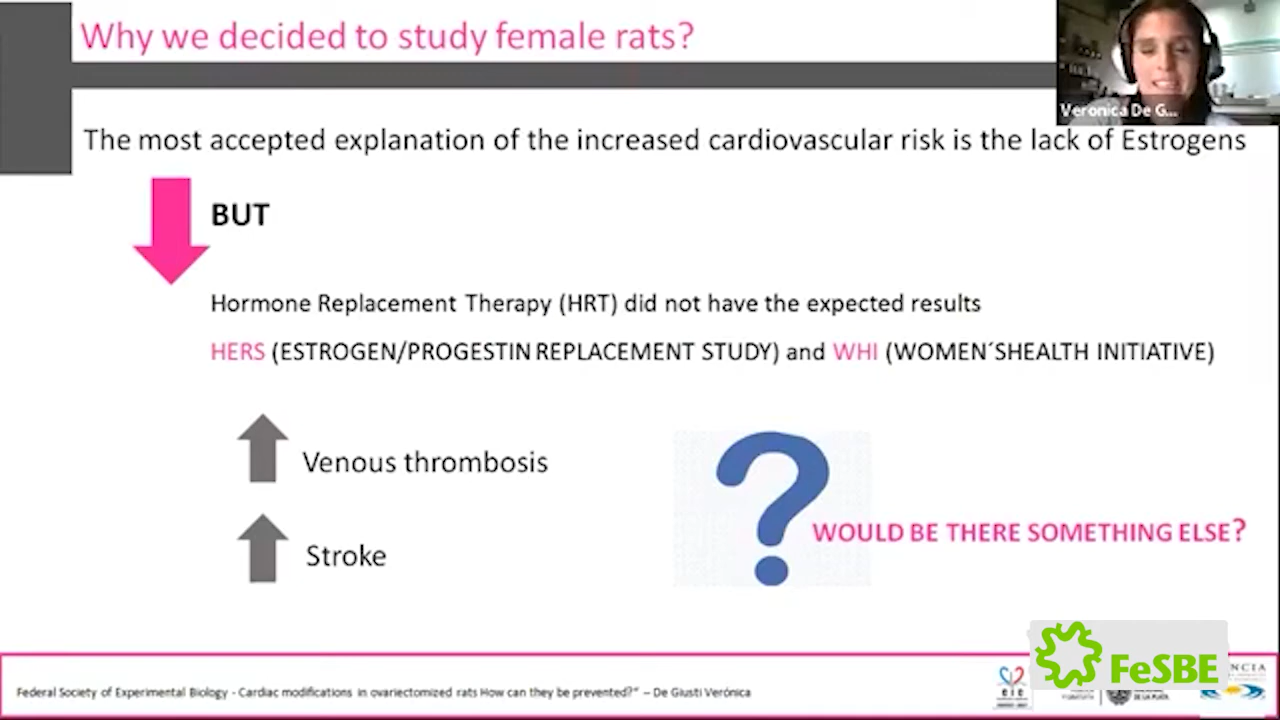 Why we decided to study female rats?
Veronica De G...
The most accepted explanation of the increased cardiovascular risk is the lack of Estrogens
BUT
Hormone Replacement Therapy (HRT) did not have the expected results
HERS (ESTROGEN/PROGESTIN REPLACEMENT STUDY) and WHI (WOMEN´SHEALTH INITIATIVE)
Venous thrombosis
Stroke
?
WOULD BE THERE SOMETHING ELSE?
Federal Society of Experimental Biology - Cardiac modifications in ovariectomized rats How can they be prevented?" – De Giusti Verónica
FeSBE
DE LA PLATA